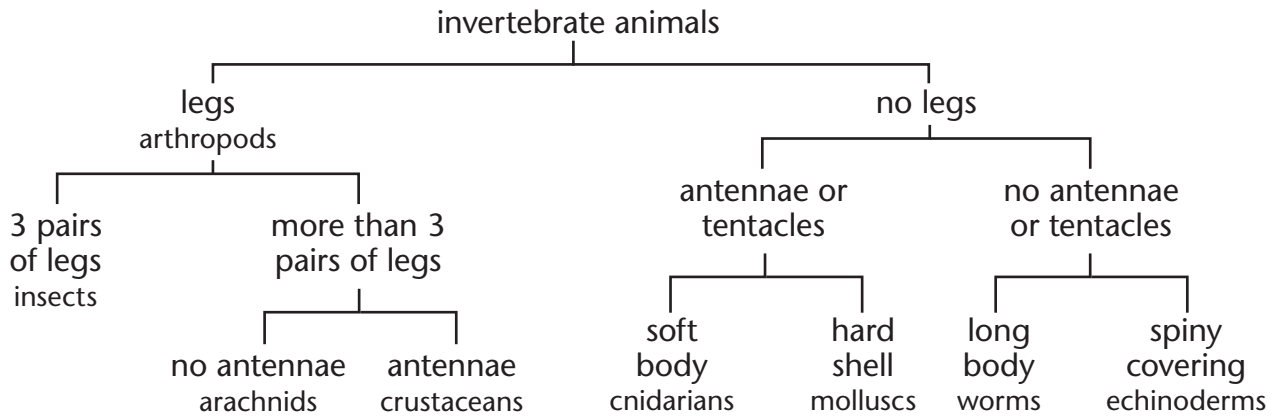 invertebrate animals
legs
arthropods
no legs
3 pairs
of legs
insects
more than 3
pairs of legs
antennae or
tentacles
no antennae
or tentacles
no antennae
arachnids
antennae
crustaceans
soft
body
cnidarians
hard
shell
molluscs
long
body
worms
spiny
covering
echinoderms